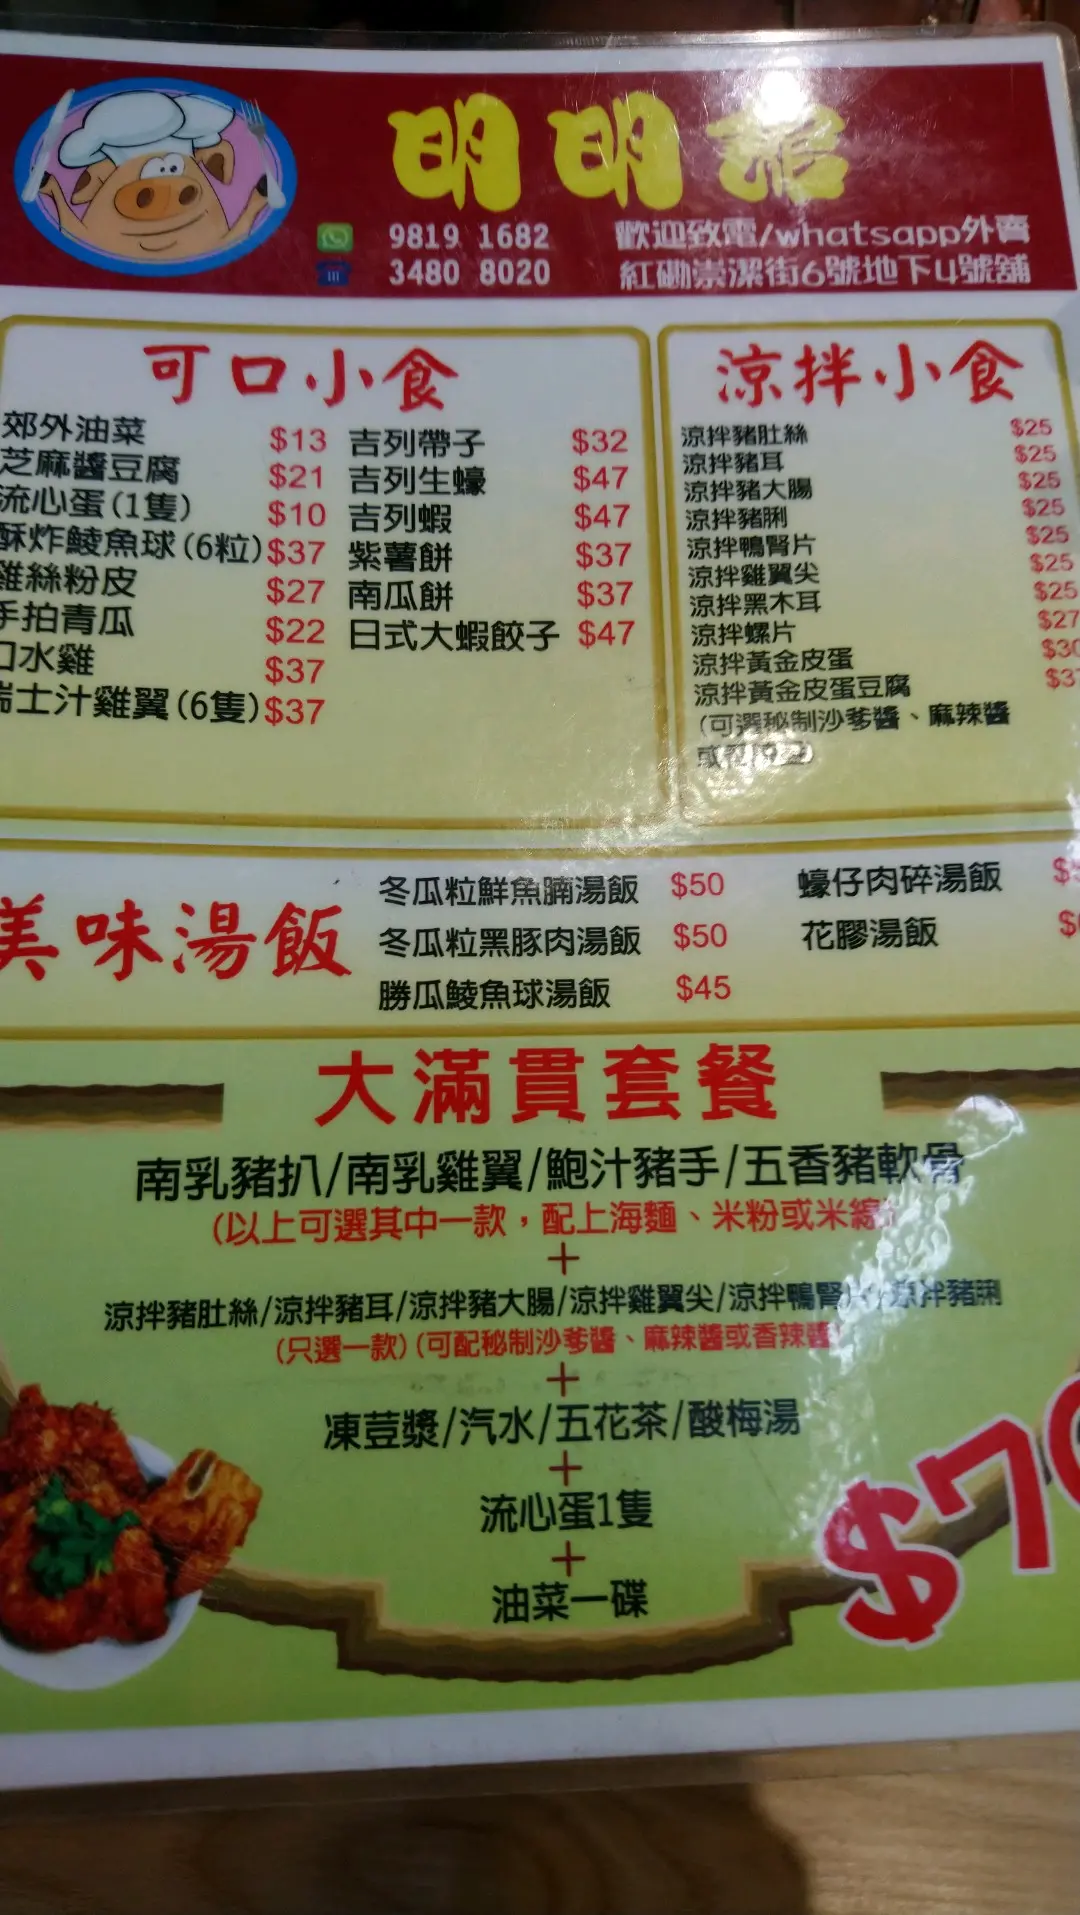 明明記
9819 1682
歡迎致電/whatsapp外賣
3480 8020
紅磡崇潔街6號地下4號舖
可口小食
郊外油菜 $13
芝麻醬豆腐 $21
流心蛋(1隻) $10
酥炸鯪魚球(6粒) $37
雞絲粉皮 $27
手拍青瓜 $22
口水雞 $37
瑞士汁雞翼(6隻) $37
吉列帶子 $32
吉列生蠔 $47
吉列蝦 $47
紫薯餅 $37
南瓜餅 $37
日式大蝦餃子 $47
涼拌小食
涼拌豬肚絲 $25
涼拌豬耳 $25
涼拌豬大腸 $25
涼拌豬脷 $25
涼拌鴨腎片 $25
涼拌雞翼尖 $25
涼拌黑木耳 $25
涼拌螺片 $27
涼拌黃金皮蛋 $30
涼拌黃金皮蛋豆腐
(可選秘制沙爹醬、麻辣醬
美味湯飯
冬瓜粒鮮魚腩湯飯 $50
冬瓜粒黑豚肉湯飯 $50
勝瓜鯪魚球湯飯 $45
蠔仔肉碎湯飯
花膠湯飯
大滿貫套餐
南乳豬扒/南乳雞翼/鮑汁豬手/五香豬軟骨
(以上可選其中一款,配上海麵、米粉或米線)
+
涼拌豬肚絲/涼拌豬耳/涼拌豬大腸/涼拌雞翼尖/涼拌鴨腎片/涼拌豬脷
(只選一款)(可配秘制沙爹醬、麻辣醬或香辣醬)
+
凍荳漿/汽水/五花茶/酸梅湯
+
流心蛋1隻
+
油菜一碟